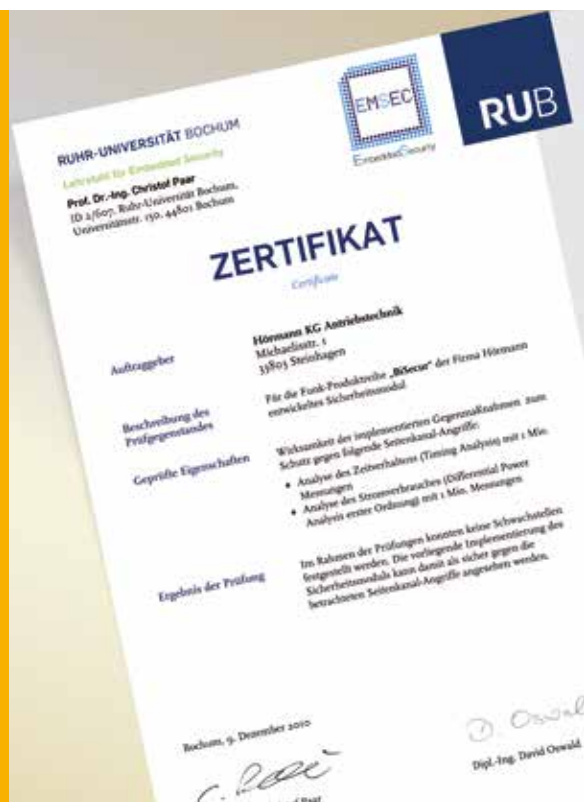 RUHR-UNIVERSITÄT BOCHUM
Lehrstuhl für Embedded Security
Prof. Dr.-Ing. Christof Paar
ID 2/607, Ruhr-Universität Bochum,
Universitätsstr. 150, 44801 Bochum
EMSEC
EmbeddedSecurity
RUB
ZERTIFIKAT
Certificate
Auftraggeber
Hörmann KG Antriebstechnik
Michaelisstr. 1
33803 Steinhagen
Beschreibung des
Prüfgegenstandes
Für die Funk-Produktreihe „BiSecur“ der Firma Hörmann
entwickeltes Sicherheitsmodul
Geprüfte Eigenschaften
Wirksamkeit der implementierten Gegenmaßnahmen zum
Schutz gegen folgende Seitenkanal-Angriffe:
• Analyse des Zeitverhaltens (Timing Analysis) mit 1 Mio.
Messungen
• Analyse des Stromverbrauches (Differential Power
Analysis erster Ordnung) mit 1 Mio. Messungen
Ergebnis der Prüfung
Im Rahmen der Prüfungen konnten keine Schwachstellen
festgestellt werden. Die vorliegende Implementierung des
Sicherheitsmoduls kann damit als sicher gegen die
betrachteten Seitenkanal-Angriffe angesehen werden.
Bochum, 9. Dezember 2010
D. Oswald
Dipl.-Ing. David Oswald
Paar